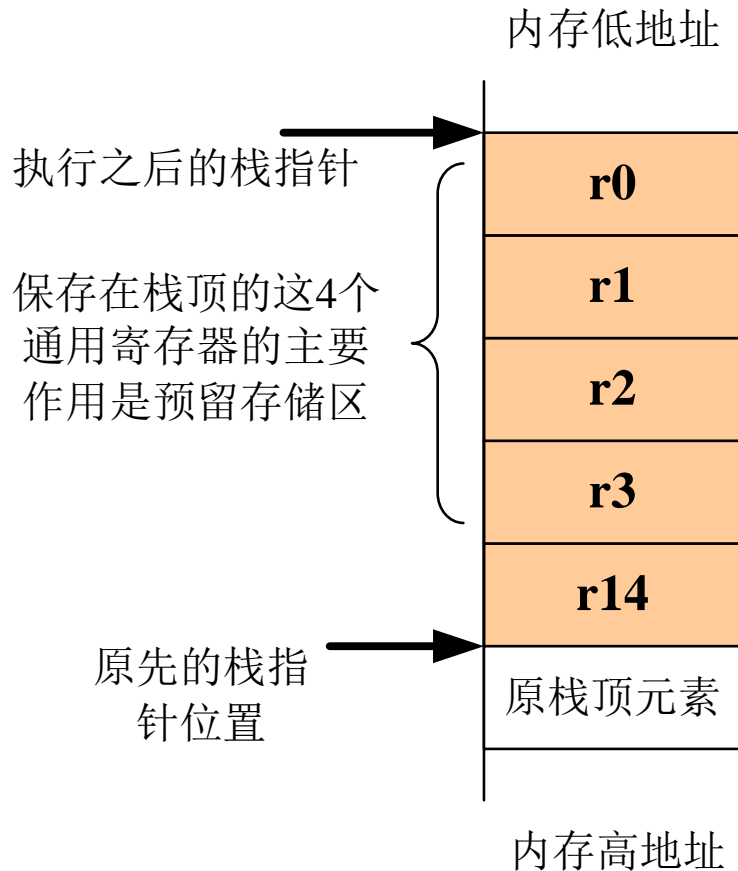 内存低地址
执行之后的栈指针
r0
保存在栈顶的这4个
通用寄存器的主要
作用是预留存储区
r1
r2
r3
r14
原先的栈指
针位置
原栈顶元素
内存高地址